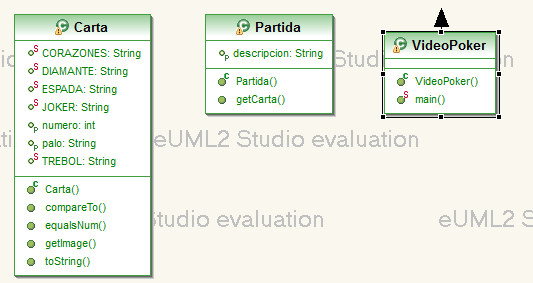 Carta
CORAZONES: String
DIAMANTE: String
ESPADA: String
JOKER: String
numero: int
palo: String
TREBOL: String
Carta()
compareTo()
equalsNum()
getImage()
toString()
Partida
descripcion: String
Partida()
getCarta()
VideoPoker
VideoPoker()
main()
Studio evaluation
eUML2 Studio evaluation
Studio evaluation
eUML2 S